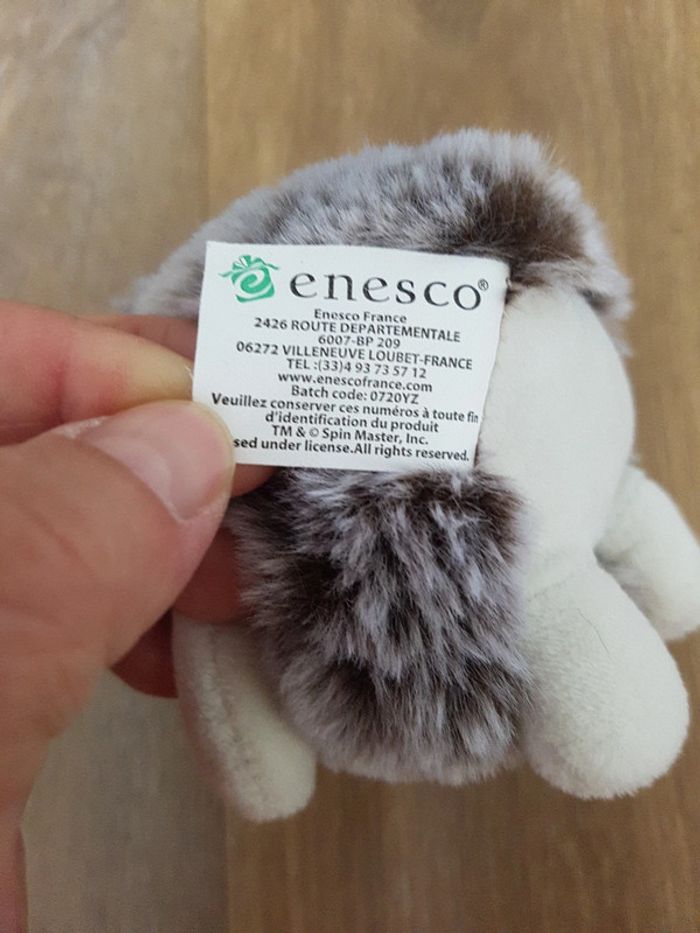 enesco®
Enesco France
2426 ROUTE DEPARTEMENTALE
6007-BP 209
06272 VILLENEUVE LOUBET-FRANCE
TEL :(33)4 93 73 57 12
www.enescofrance.com
Batch code: 0720YZ
Veuillez conserver ces numéros à toute fin
d'identification du produit
TM & © Spin Master, Inc.
sed under license.All rights reserved.